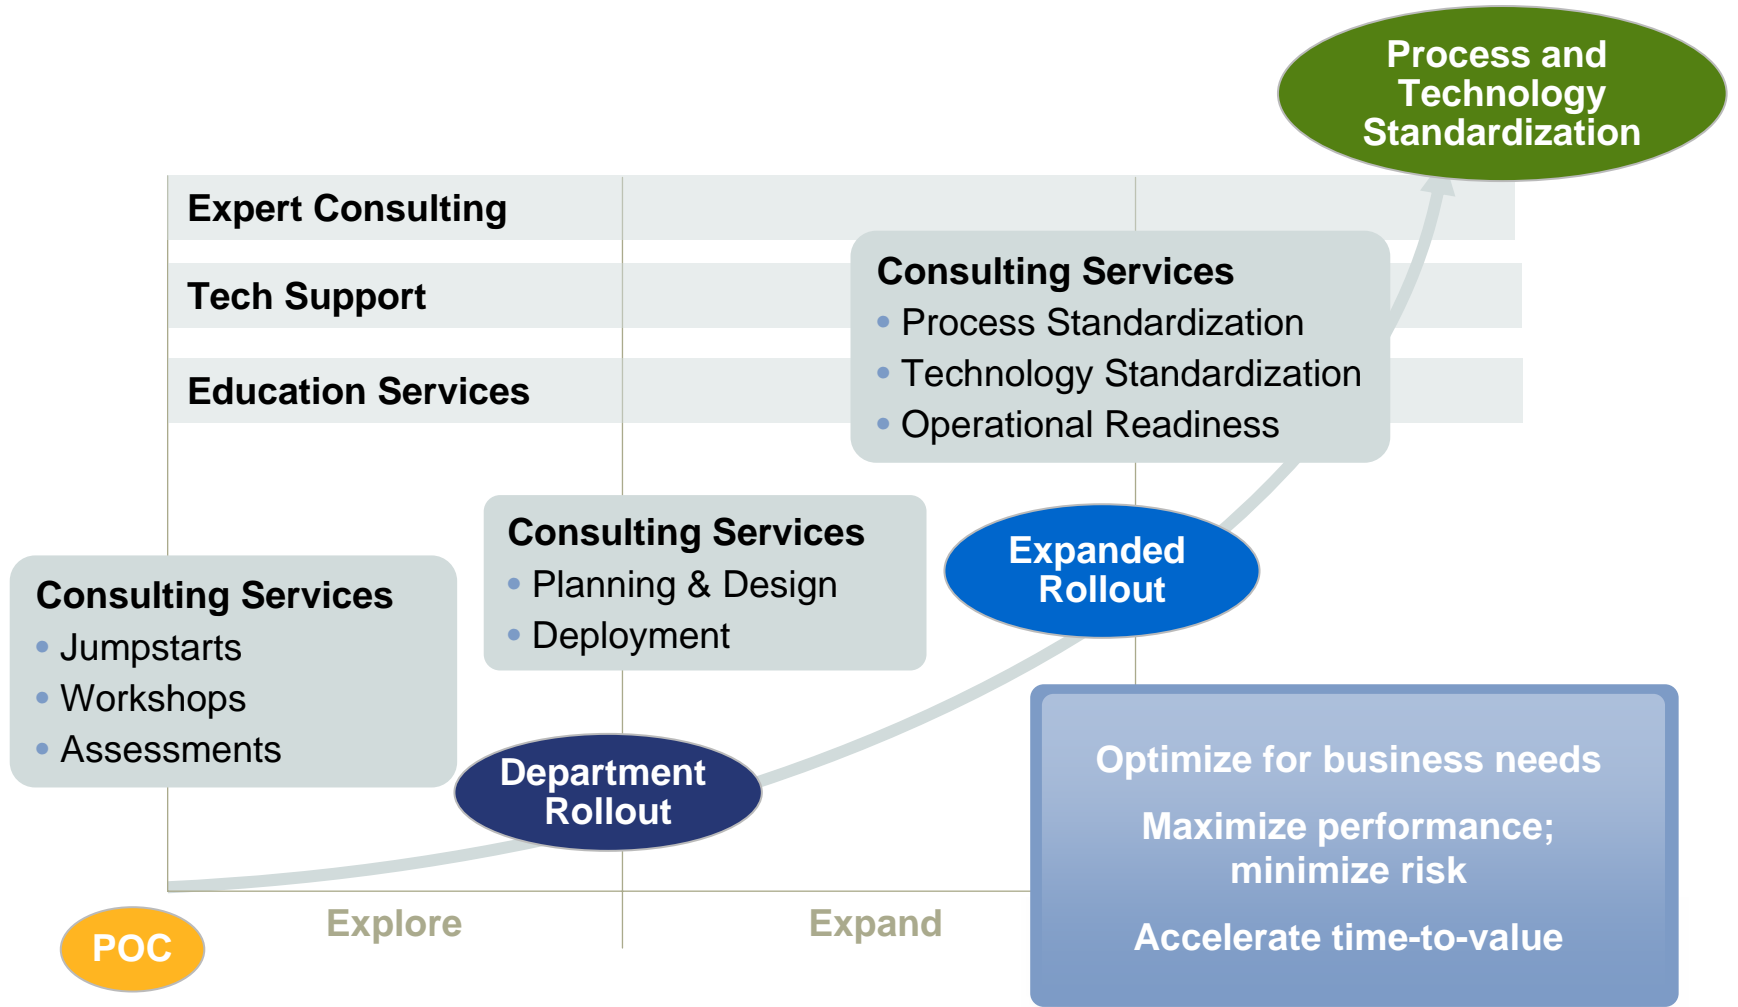 Process and
Technology
Standardization
Expert Consulting
Tech Support
Education Services
Consulting Services
• Process Standardization
• Technology Standardization
• Operational Readiness
Consulting Services
• Planning & Design
• Deployment
Consulting Services
• Jumpstarts
• Workshops
• Assessments
Expanded
Rollout
Department
Rollout
Optimize for business needs
Maximize performance;
minimize risk
Accelerate time-to-value
POC
Explore
Expand